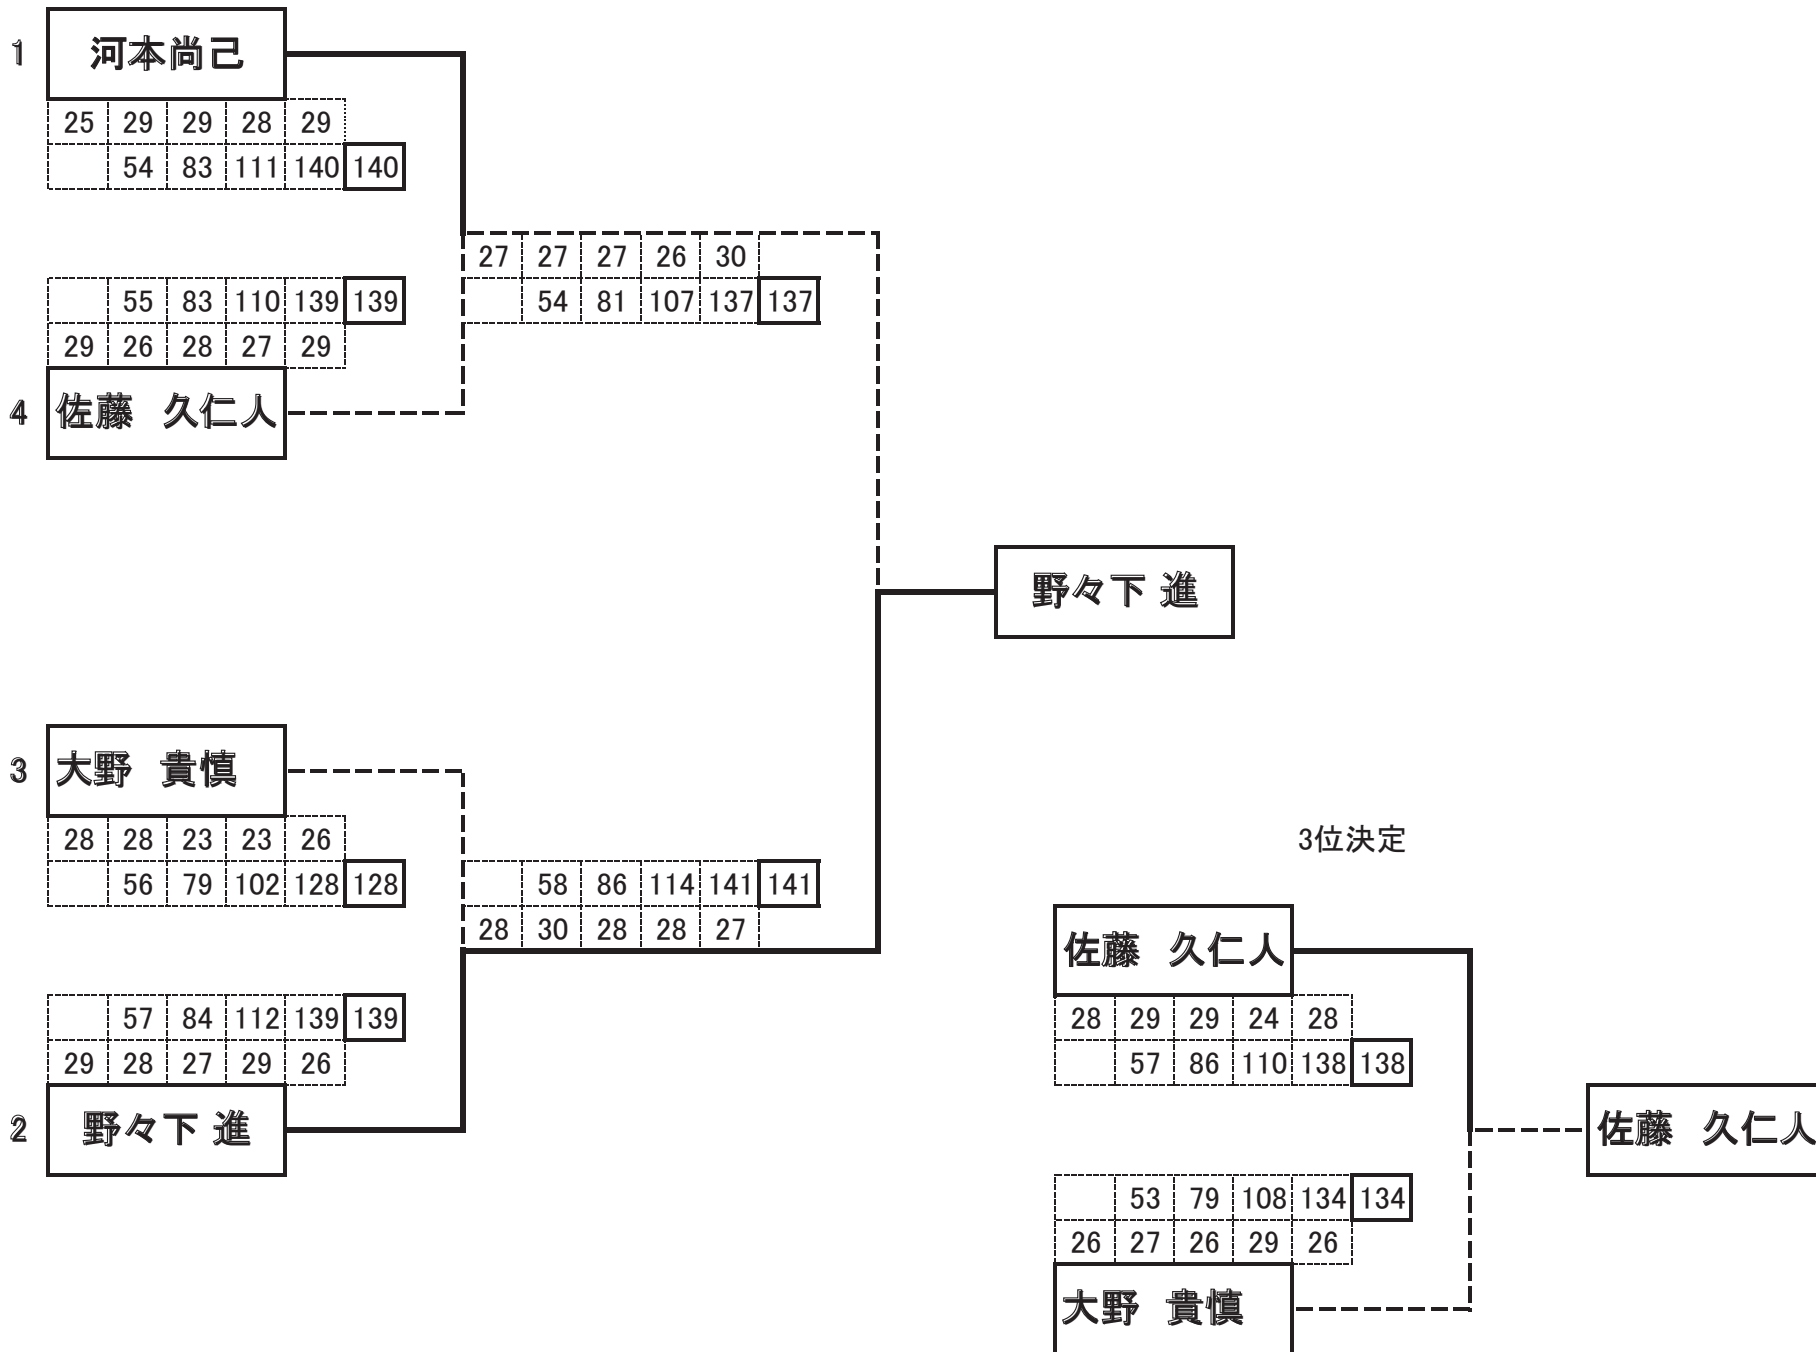 1 河本尚己
25 29 29 28 29
54 83 111 140 140
27 27 27 26 30
54 81 107 137 137
55 83 110 139 139
29 26 28 27 29
4 佐藤 久仁人
野々下 進
3 大野 貴慎
28 28 23 23 26
56 79 102 128 128
58 86 114 141 141
28 30 28 28 27
57 84 112 139 139
29 28 27 29 26
2 野々下 進
3位決定
佐藤 久仁人
28 29 29 24 28
57 86 110 138 138
佐藤 久仁人
53 79 108 134 134
26 27 26 29 26
大野 貴慎